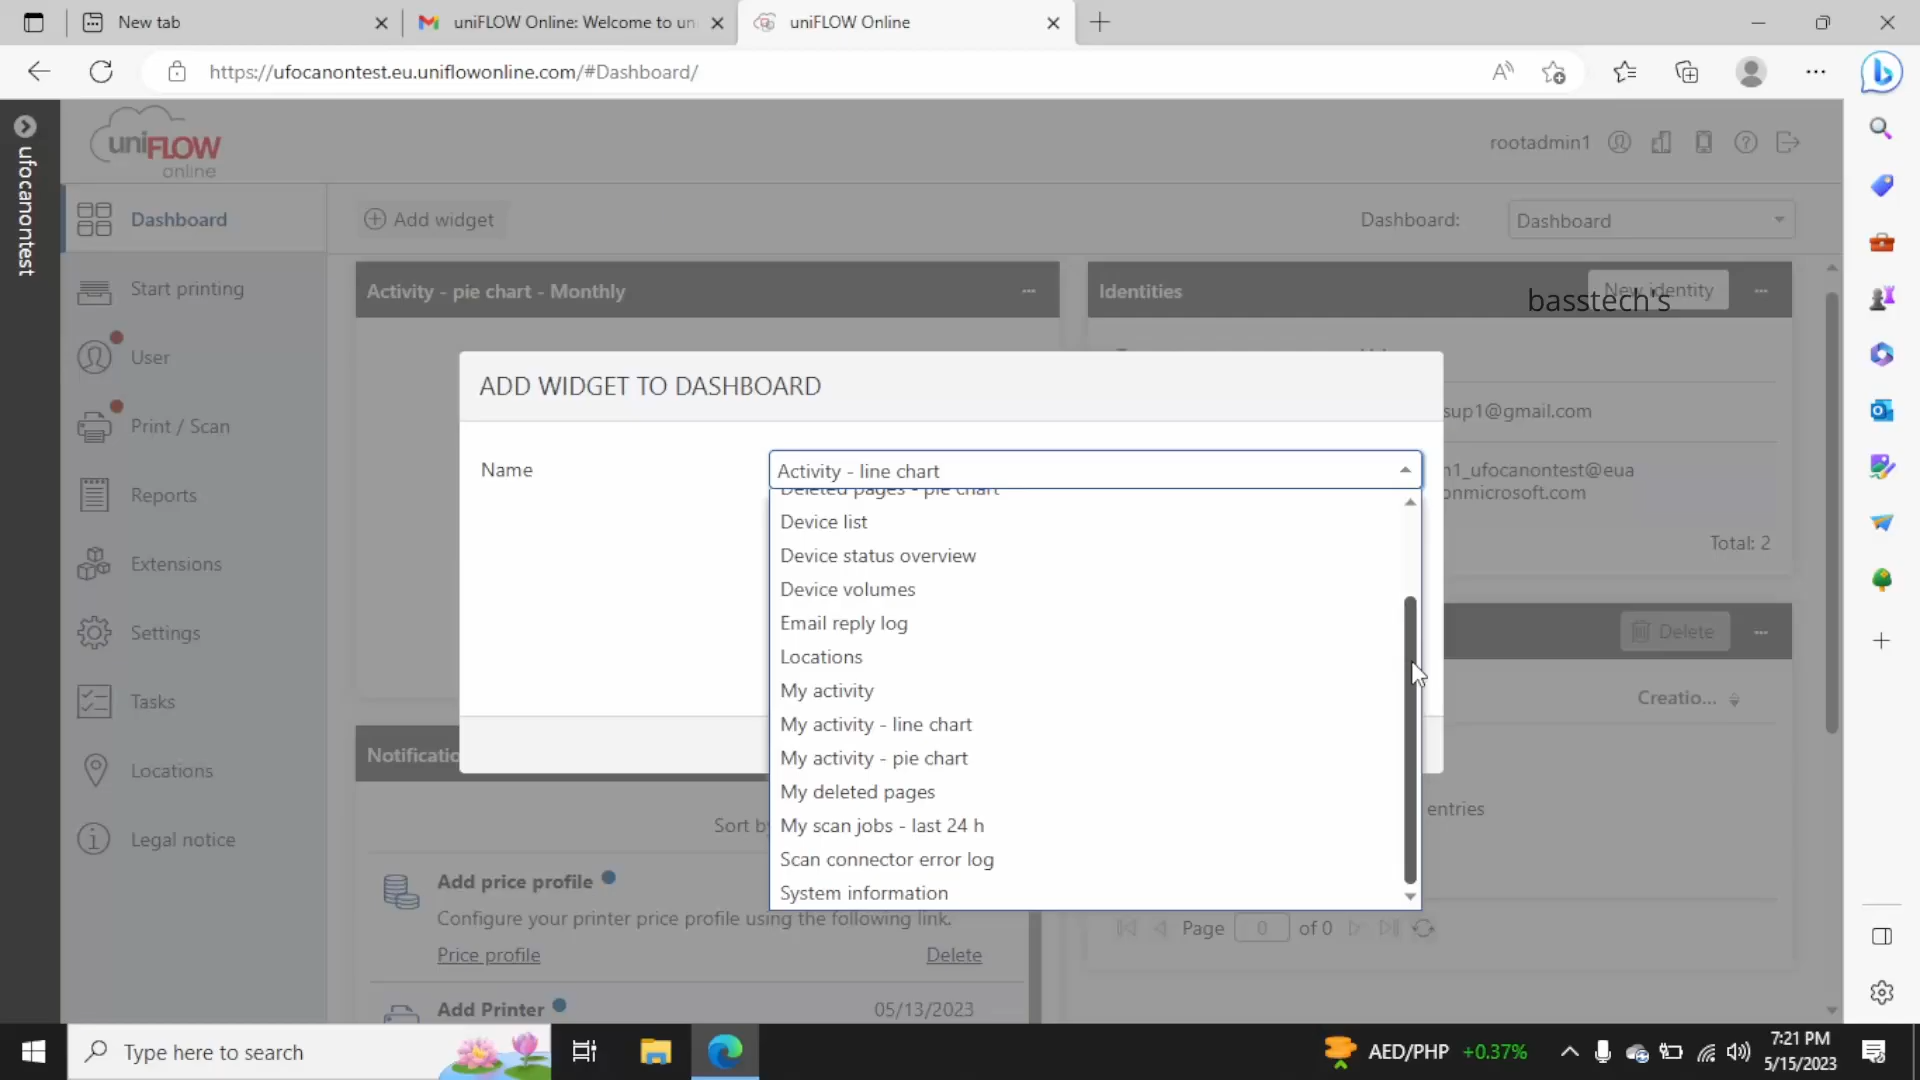 New tab
uniFLOW Online: Welcome to un
uniFLOW Online
https://ufocanontest.eu.uniflowonline.com/#Dashboard/
ufocanontest
uniFLOW
online
rootadmin1
Dashboard
Start printing
User
Print / Scan
Reports
Extensions
Settings
Tasks
Locations
Legal notice
Add widget
Dashboard:
Dashboard
Activity - pie chart - Monthly
Identities
New identity
basstech's
ADD WIDGET TO DASHBOARD
Name
Activity - line chart
Deleted pages - pie chart
Device list
Device status overview
Device volumes
Email reply log
Locations
My activity
My activity - line chart
My activity - pie chart
My deleted pages
My scan jobs - last 24 h
Scan connector error log
System information
sup1@gmail.com
n1_ufocanontest@eua
onmicrosoft.com
Total: 2
Delete
Creatio...
entries
Page 0 of 0
Notificatio
Sort by
Add price profile
Configure your printer price profile using the following link.
Price profile
Delete
Add Printer
05/13/2023
Type here to search
AED/PHP +0.37%
7:21 PM
5/15/2023